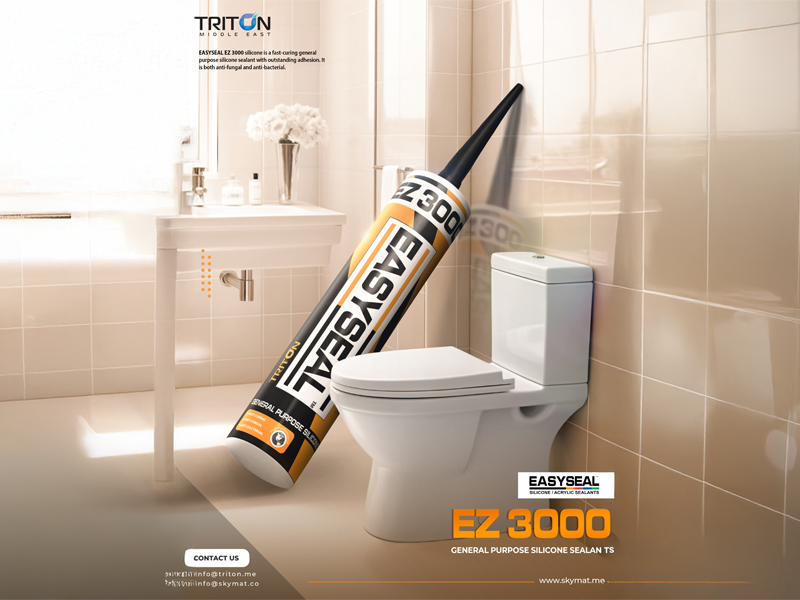 TRITON
MIDDLE EAST
EASYSEAL EZ 3000 silicone is a fast-curing general
purpose silicone sealant with outstanding adhesion. It
is both anti-fungal and anti-bacterial.
EZ 3000
EASYSEAL
TRITON
GENERAL PURPOSE SILICON
EASYSEAL
SILICONE / ACRYLIC SEALANTS
EZ 3000
GENERAL PURPOSE SILICONE SEALAN TS
CONTACT US
info@triton.me
info@skymat.co
www.skymat.me